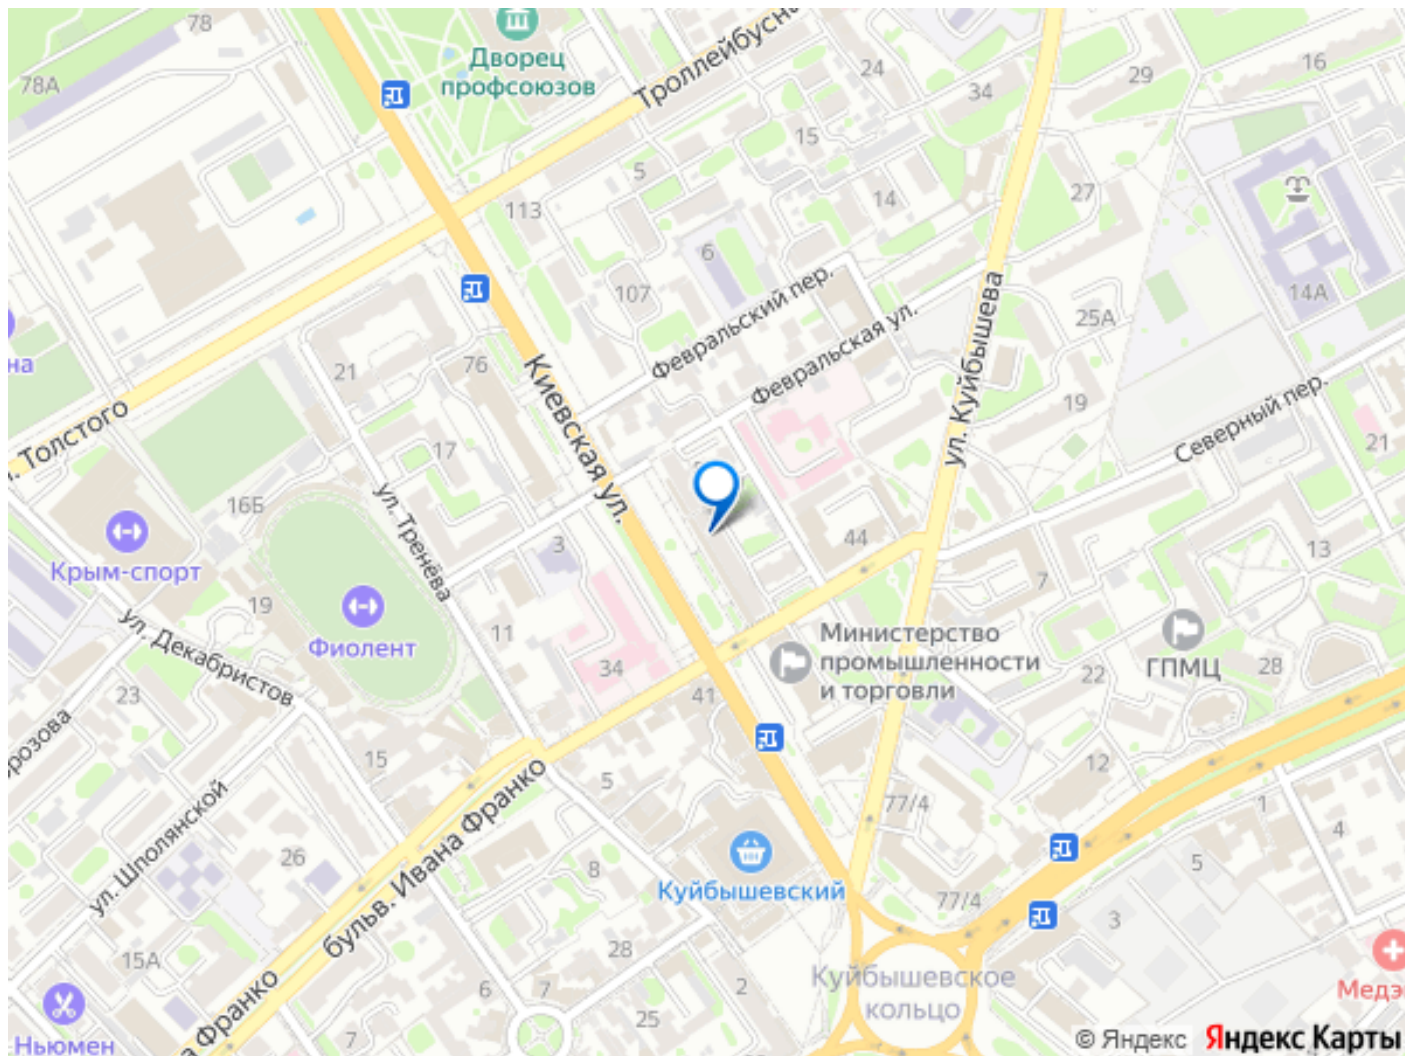 78
Дворец
профсоюзов
78А
Троллейбусна
24
29
16
34
15
5
113
14
27
6
107
14А
Февральский пер.
25А
на
21
76
Киевская ул.
Февральская ул.
ул. Куйбышева
19
Северный пер.
21
. Толстого
17
16Б
ул. Тренёва
Крым-спорт
3
44
13
7
19
Фиолент
ул. Декабристов
11
34
Министерство
промышленности
и торговли
ГПМЦ
28
22
23
41
розова
15
5
12
77/4
1
4
ул. Шполянской
26
бульв. Ивана Франко
8
Куйбышевский
5
77/4
3
28
15А
Куйбышевское
кольцо
6
7
2
25
Медэ
Ньюмен
а Франко
7
© Яндекс Яндекс Карты